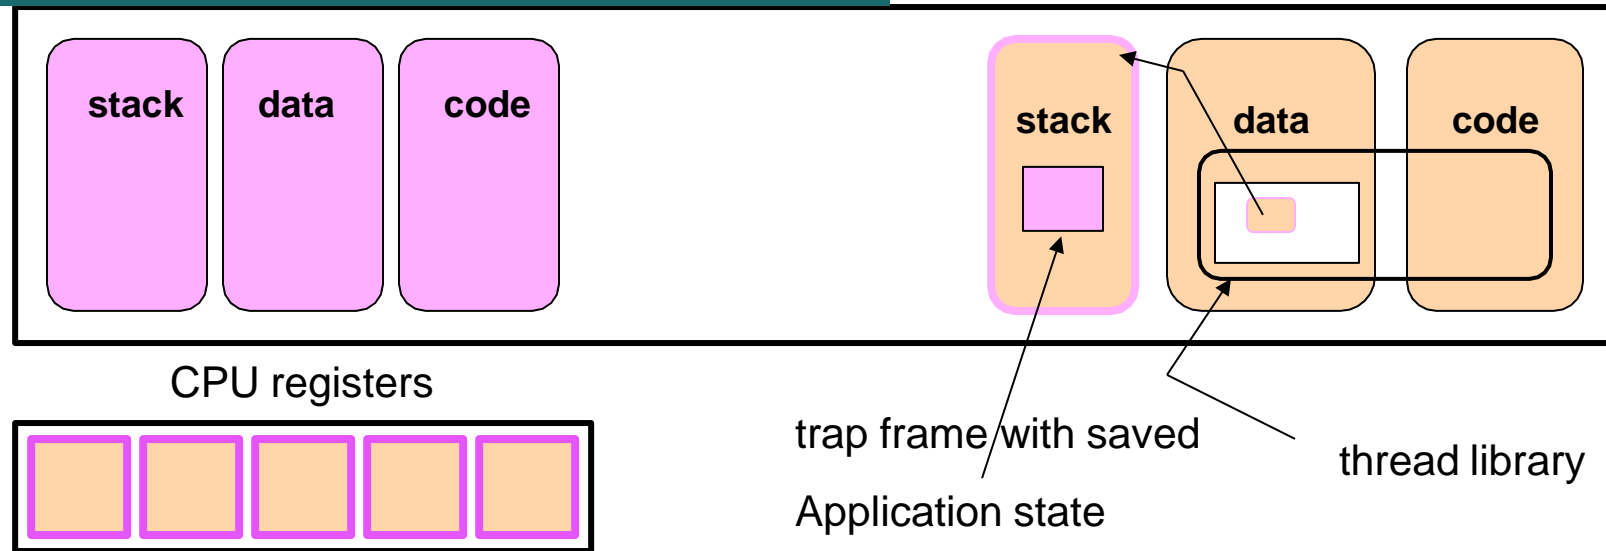 stack data code
stack data code
CPU registers
trap frame with saved
Application state
thread library